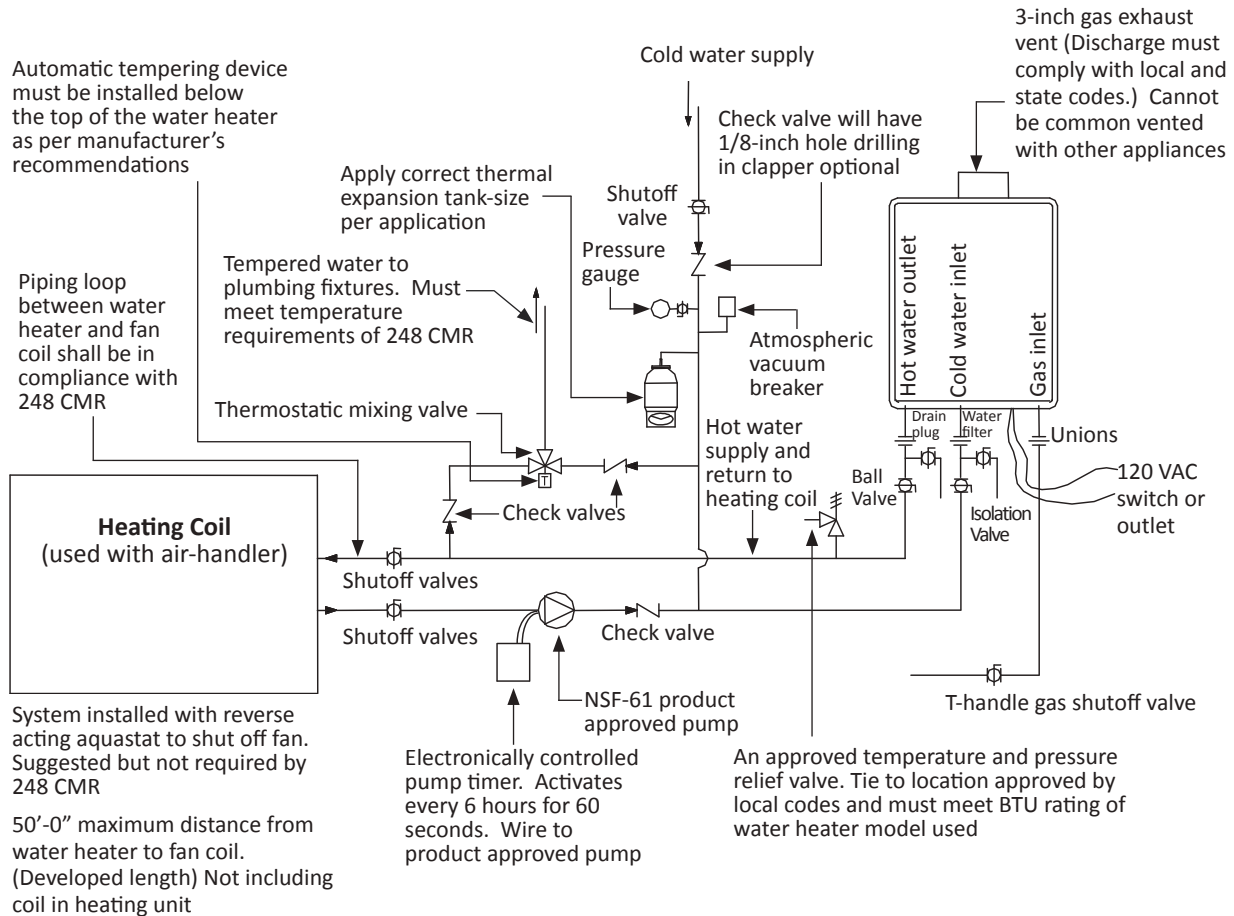 3-inch gas exhaust
vent (Discharge must
comply with local and
state codes.) Cannot
be common vented
with other appliances
Cold water supply
Automatic tempering device
must be installed below
the top of the water heater
as per manufacturer's
recommendations
Check valve will have
1/8-inch hole drilling
in clapper optional
Apply correct thermal
expansion tank-size
per application
Shutoff
valve
Pressure
gauge
Tempered water to
plumbing fixtures. Must
meet temperature
requirements of 248 CMR
Piping loop
between water
heater and fan
coil shall be in
compliance with
248 CMR
Atmospheric
vacuum
breaker
Hot water outlet
Cold water inlet
Gas inlet
Thermostatic mixing valve
Drain
plug
Water
filter
Unions
Hot water
supply and
return to
heating coil
Ball
Valve
120 VAC
switch or
outlet
Isolation
Valve
T
Check valves
Heating Coil
(used with air-handler)
Shutoff valves
Shutoff valves
Check valve
NSF-61 product
approved pump
T-handle gas shutoff valve
System installed with reverse
acting aquastat to shut off fan.
Suggested but not required by
248 CMR
Electronically controlled
pump timer. Activates
every 6 hours for 60
seconds. Wire to
product approved pump
An approved temperature and pressure
relief valve. Tie to location approved by
local codes and must meet BTU rating of
water heater model used
50'-0" maximum distance from
water heater to fan coil.
(Developed length) Not including
coil in heating unit